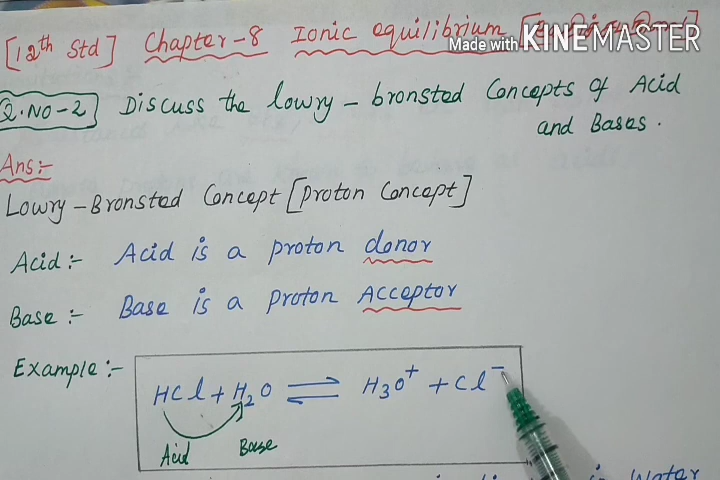 [12th Std] Chapter-8 Ionic equilibrium [
Made with KINEMASTER
Q.NO-2 Discuss the lowry - bronsted Concepts of Acid
and Bases.
Ans:-
Lowry - Bronsted Concept [Proton Concept]
Acid :- Acid is a proton donor
Base :- Base is a Proton Acceptor
Example :- HCl + H₂O ⇌ H₃O⁺ + Cl⁻
Acid Base
in Water